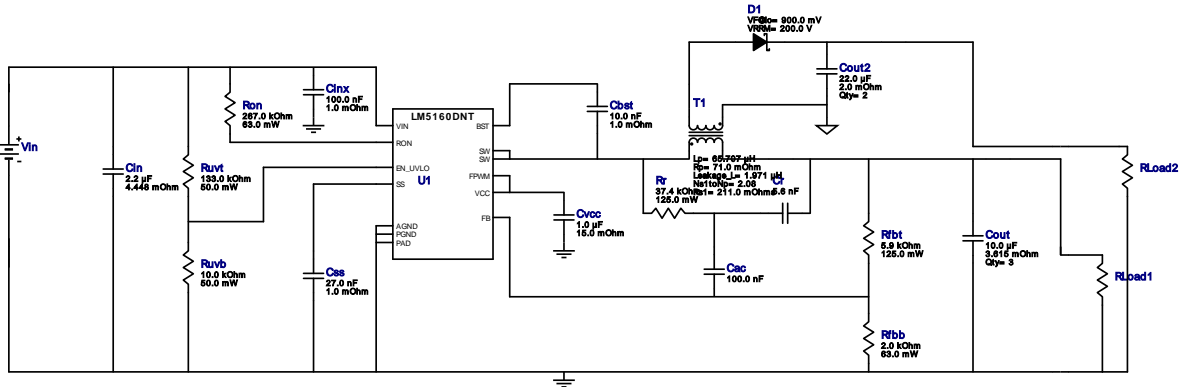 D1
VF@Io= 900.0 mV
VRRM= 200.0 V
Cout2
22.0 µF
2.0 mOhm
Qty= 2
Cinx
100.0 nF
1.0 mOhm
Ron
267.0 kOhm
63.0 mW
LM5160DNT
Cbst
10.0 nF
1.0 mOhm
T1
VIN
BST
RON
SW
SW
EN_UVLO
FPWM
SS
U1
VCC
FB
AGND
PGND
PAD
Vin
Cin
2.2 µF
4.448 mOhm
Ruvt
133.0 kOhm
50.0 mW
Lp= 65.707 µH
Rp= 71.0 mOhm
Leakage_L= 1.971 µH
Ns1toNp= 2.08
Rs1= 211.0 mOhms
Rr
37.4 kOhm
125.0 mW
Cr
5.6 nF
RLoad2
Cvcc
1.0 µF
15.0 mOhm
Rfbt
5.9 kOhm
125.0 mW
Cout
10.0 µF
3.615 mOhm
Qty= 3
Ruvb
10.0 kOhm
50.0 mW
Css
27.0 nF
1.0 mOhm
Cac
100.0 nF
RLoad1
Rfbb
2.0 kOhm
63.0 mW